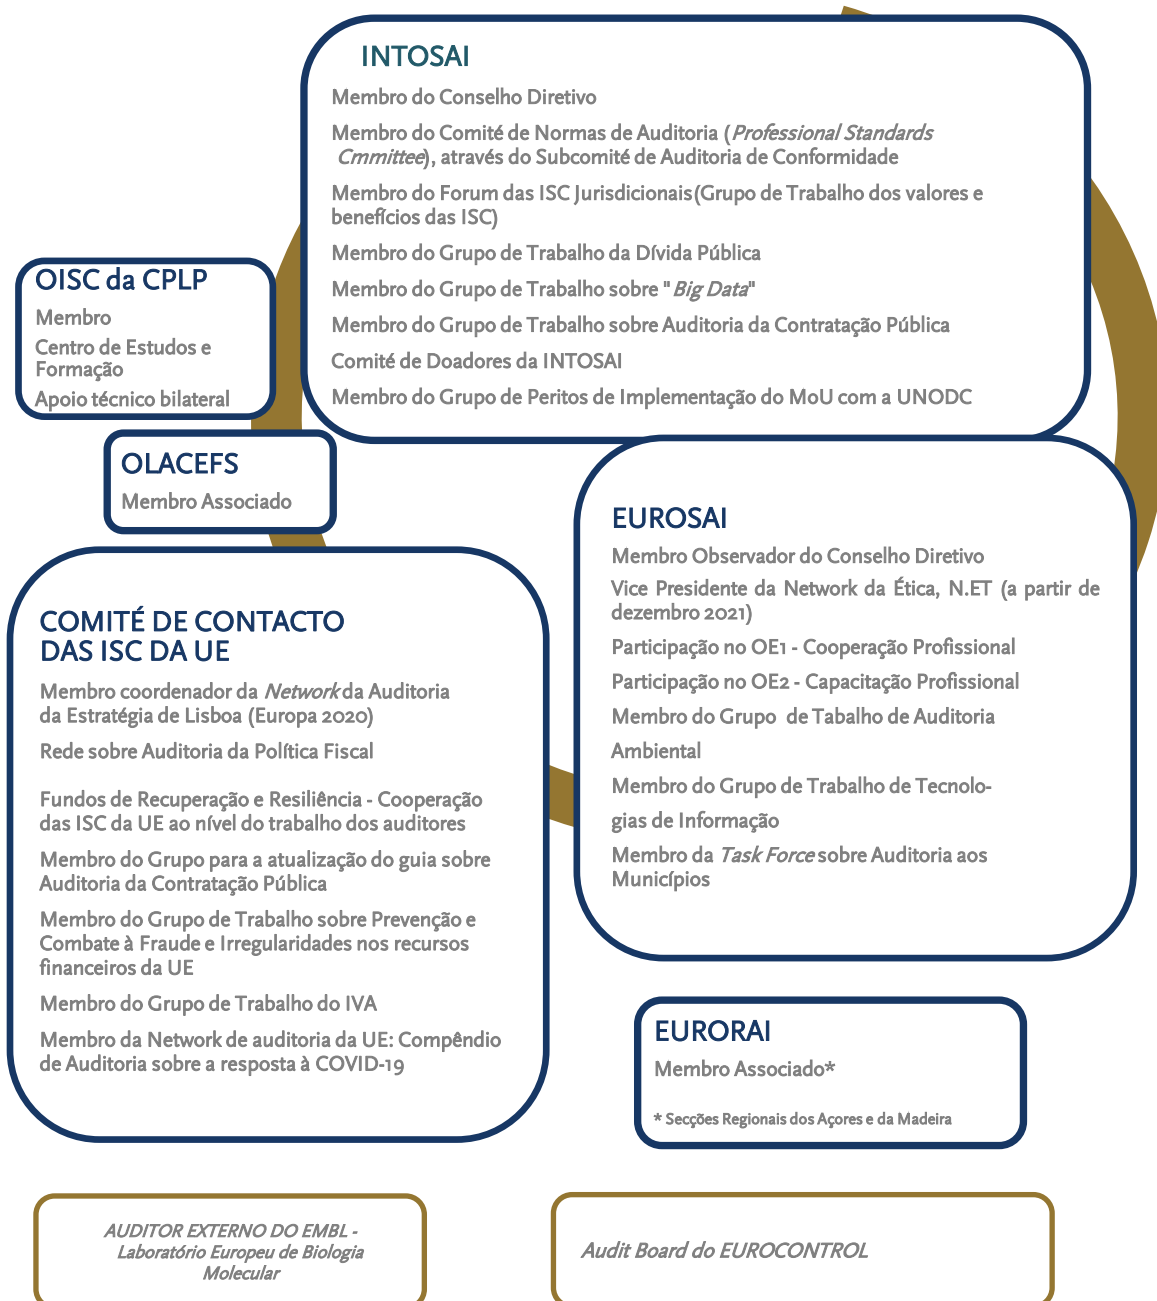 INTOSAI
Membro do Conselho Diretivo
Membro do Comité de Normas de Auditoria (Professional Standards
Cmmittee), através do Subcomité de Auditoria de Conformidade
Membro do Forum das ISC Jurisdicionais(Grupo de Trabalho dos valores e
benefícios das ISC)
Membro do Grupo de Trabalho da Dívida Pública
Membro do Grupo de Trabalho sobre "Big Data"
Membro do Grupo de Trabalho sobre Auditoria da Contratação Pública
Comité de Doadores da INTOSAI
Membro do Grupo de Peritos de Implementação do MoU com a UNODC
OISC da CPLP
Membro
Centro de Estudos e
Formação
Apoio técnico bilateral
OLACEFS
Membro Associado
EUROSAI
Membro Observador do Conselho Diretivo
Vice Presidente da Network da Ética, N.ET (a partir de
dezembro 2021)
Participação no OE1 - Cooperação Profissional
Participação no OE2 - Capacitação Profissional
Membro do Grupo de Tabalho de Auditoria
Ambiental
Membro do Grupo de Trabalho de Tecnolo-
gias de Informação
Membro da Task Force sobre Auditoria aos
Municípios
COMITÉ DE CONTACTO
DAS ISC DA UE
Membro coordenador da Network da Auditoria
da Estratégia de Lisboa (Europa 2020)
Rede sobre Auditoria da Política Fiscal
Fundos de Recuperação e Resiliência - Cooperação
das ISC da UE ao nível do trabalho dos auditores
Membro do Grupo para a atualização do guia sobre
Auditoria da Contratação Pública
Membro do Grupo de Trabalho sobre Prevenção e
Combate à Fraude e Irregularidades nos recursos
financeiros da UE
Membro do Grupo de Trabalho do IVA
Membro da Network de auditoria da UE: Compêndio
de Auditoria sobre a resposta à COVID-19
EURORAI
Membro Associado*
* Secções Regionais dos Açores e da Madeira
AUDITOR EXTERNO DO EMBL -
Laboratório Europeu de Biologia
Molecular
Audit Board do EUROCONTROL